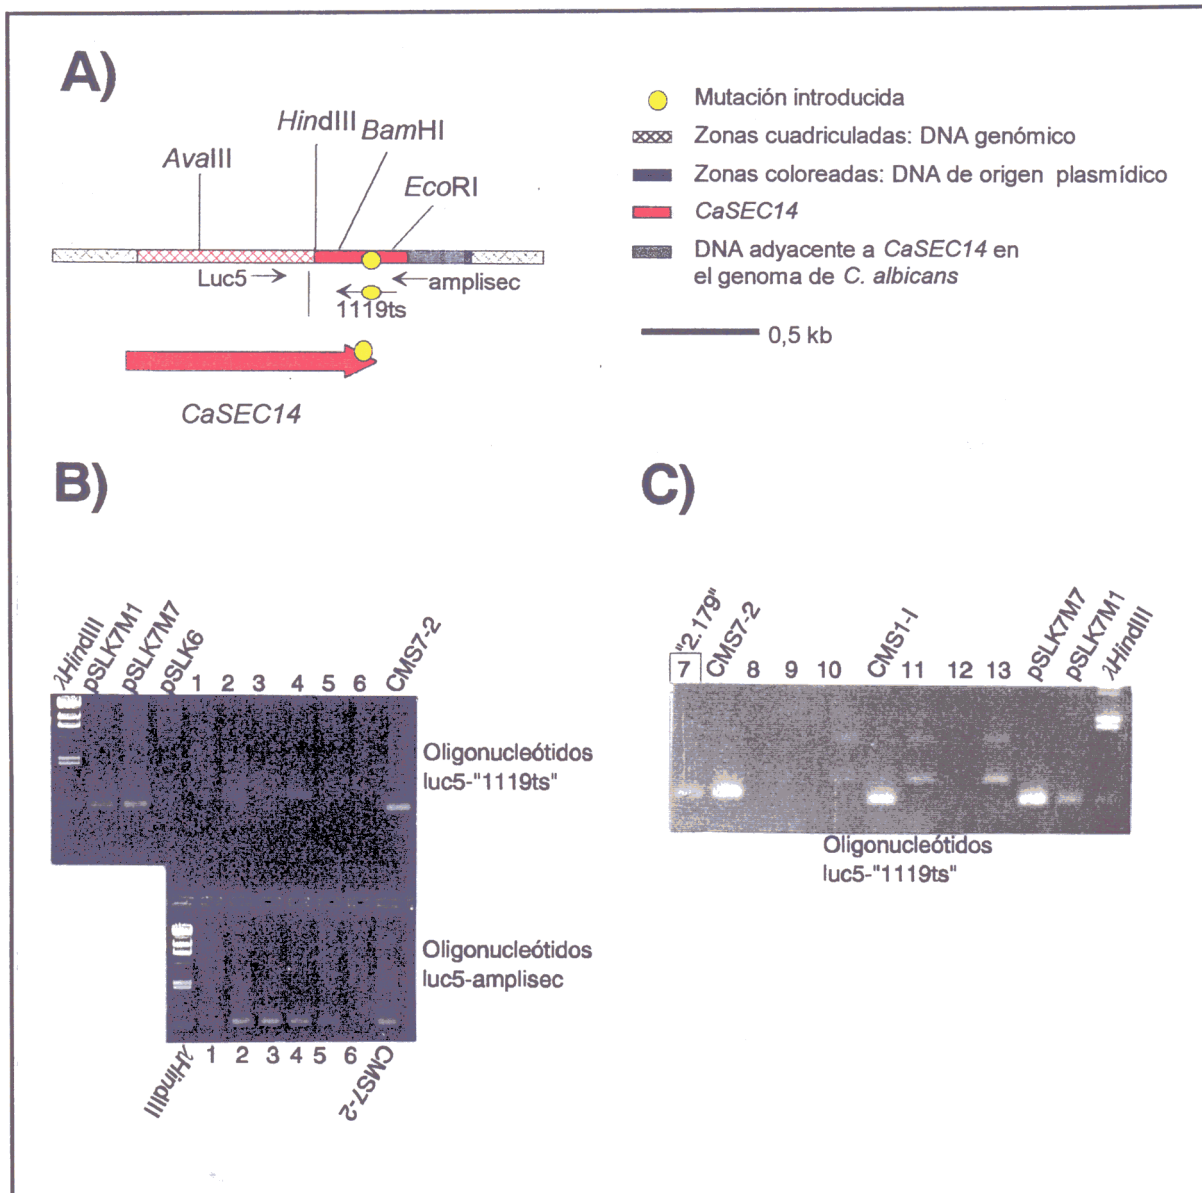 A)
HindIII
BamHI
AvaIII
EcoRI
Luc5
amplisec
1119ts
CaSEC14
Mutación introducida
Zonas cuadriculadas: DNA genómico
Zonas coloreadas: DNA de origen plasmídico
CaSEC14
DNA adyacente a CaSEC14 en
el genoma de C. albicans
0,5 kb
B)
λHindIII
pSLK7M1
pSLK7M7
pSLK6
1 2 3 4 5 6
CMS7-2
Oligonucleótidos
luc5-"1119ts"
Oligonucleótidos
luc5-amplisec
λHindIII
1 2 3 4 5 6
CMS7-2
C)
"2.179"
7
CMS7-2
8 9 10
CMS1-I
11 12 13
pSLK7M7
pSLK7M1
λHindIII
Oligonucleótidos
luc5-"1119ts"